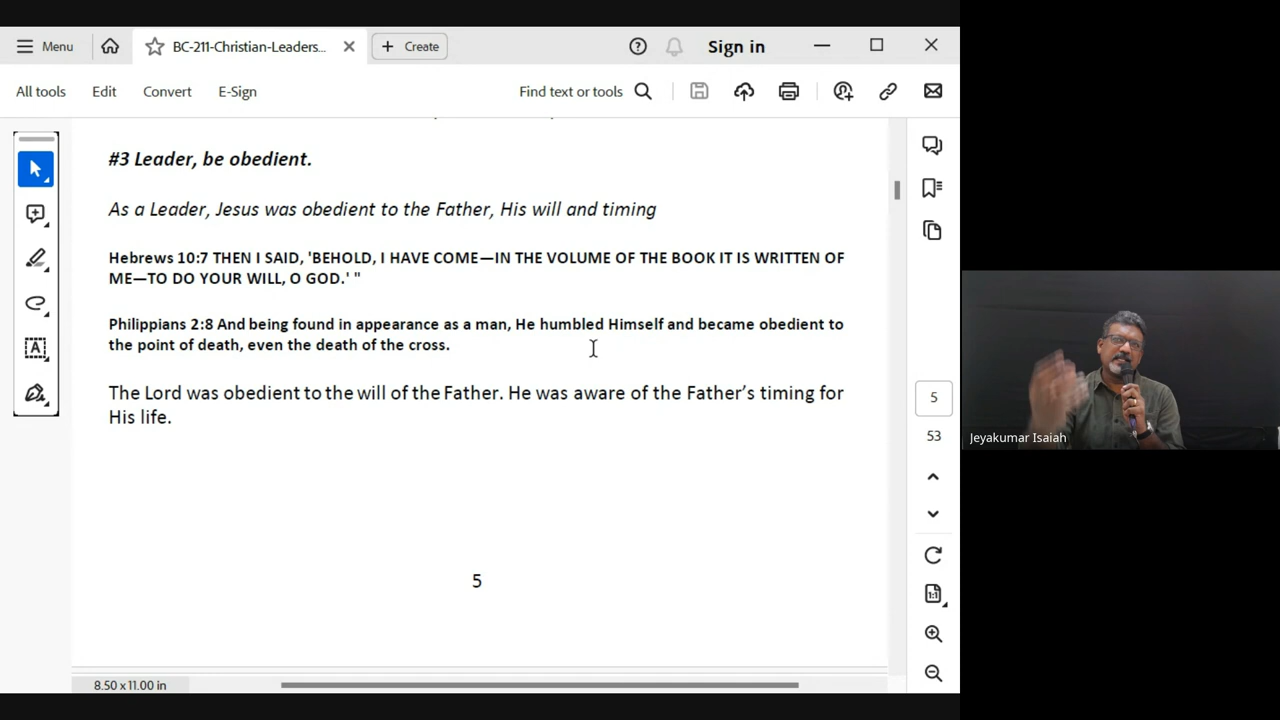 Menu
BC-211-Christian-Leaders...
Create
Sign in
All tools
Edit
Convert
E-Sign
Find text or tools
#3 Leader, be obedient.
As a Leader, Jesus was obedient to the Father, His will and timing
Hebrews 10:7 THEN I SAID, 'BEHOLD, I HAVE COME—IN THE VOLUME OF THE BOOK IT IS WRITTEN OF
ME—TO DO YOUR WILL, O GOD.' "
Philippians 2:8 And being found in appearance as a man, He humbled Himself and became obedient to
the point of death, even the death of the cross.
The Lord was obedient to the will of the Father. He was aware of the Father’s timing for
His life.
5
5
53
1:1
8.50 x 11.00 in
Jeyakumar Isaiah